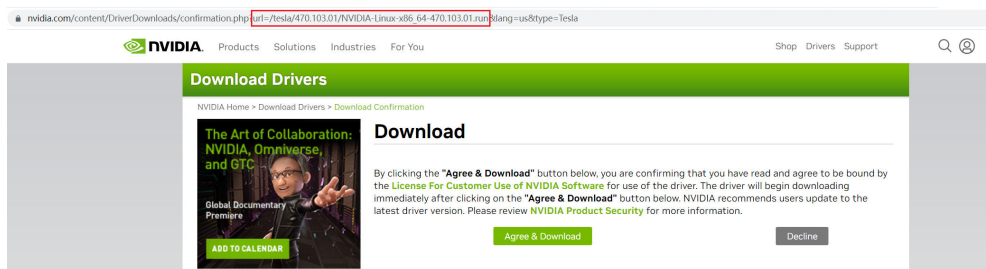 nvidia.com/content/DriverDownloads/confirmation.php?url=/tesla/470.103.01/NVIDIA-Linux-x86_64-470.103.01.run&lang=us&type=Tesla
NVIDIA. Products Solutions Industries For You Shop Drivers Support
Download Drivers
NVIDIA Home > Download Drivers > Download Confirmation
The Art of Collaboration:
NVIDIA, Omniverse,
and GTC
Global Documentary
Premiere
ADD TO CALENDAR
Download
By clicking the "Agree & Download" button below, you are confirming that you have read and agree to be bound by
the License For Customer Use of NVIDIA Software for use of the driver. The driver will begin downloading
immediately after clicking on the "Agree & Download" button below. NVIDIA recommends users update to the
latest driver version. Please review NVIDIA Product Security for more information.
Agree & Download Decline